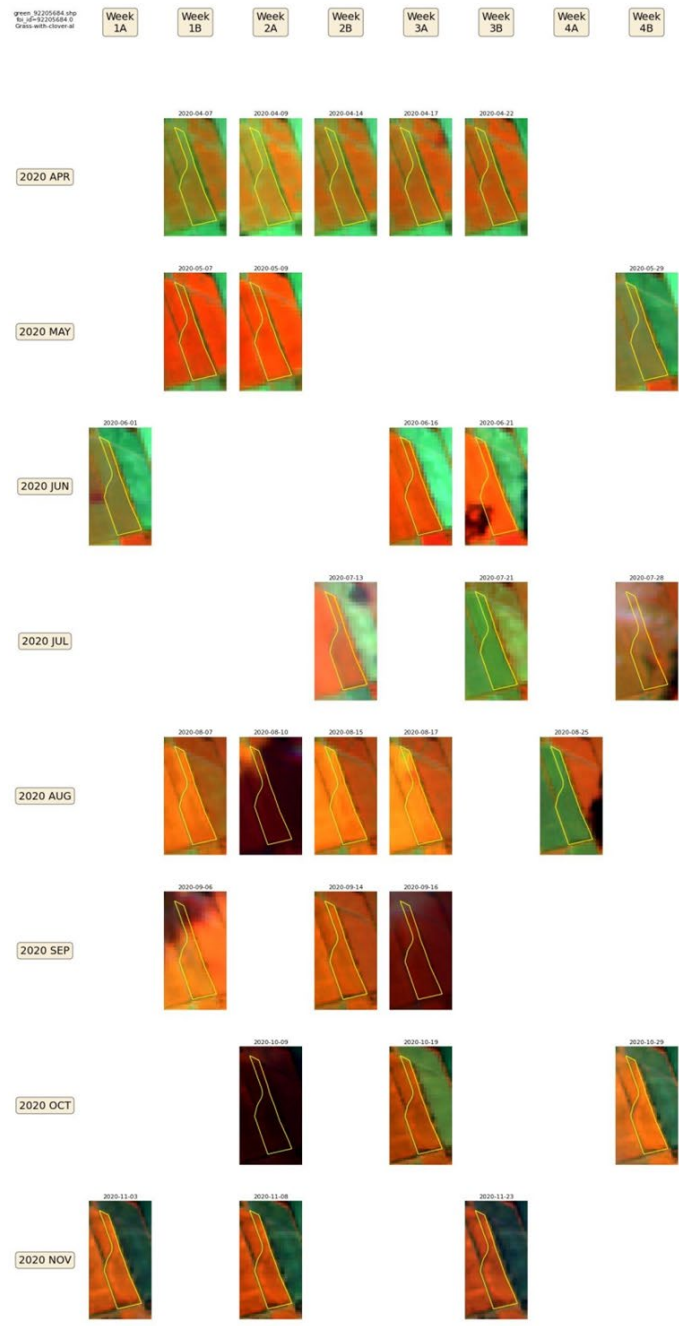 green_92205684.shp
foi_id=92205684.0
Grass-with-clover-al
Week 1A
Week 1B
Week 2A
Week 2B
Week 3A
Week 3B
Week 4A
Week 4B
2020-04-07
2020-04-09
2020-04-14
2020-04-17
2020-04-22
2020 APR
2020-05-07
2020-05-09
2020-05-29
2020 MAY
2020-06-01
2020-06-16
2020-06-21
2020 JUN
2020-07-13
2020-07-21
2020-07-28
2020 JUL
2020-08-07
2020-08-10
2020-08-15
2020-08-17
2020-08-25
2020 AUG
2020-09-06
2020-09-14
2020-09-16
2020 SEP
2020-10-09
2020-10-19
2020-10-29
2020 OCT
2020-11-03
2020-11-08
2020-11-23
2020 NOV